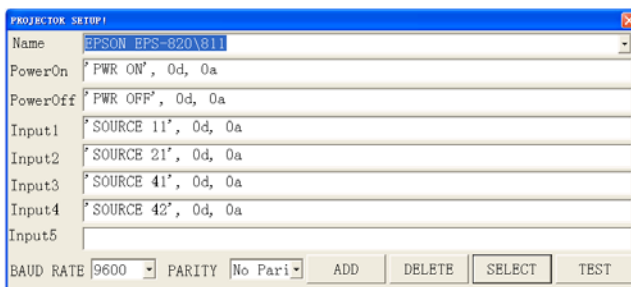 PROJECTOR SETUP!
Name EPSON EPS-820\811
PowerOn 'PWR ON', 0d, 0a
PowerOff 'PWR OFF', 0d, 0a
Input1 'SOURCE 11', 0d, 0a
Input2 'SOURCE 21', 0d, 0a
Input3 'SOURCE 41', 0d, 0a
Input4 'SOURCE 42', 0d, 0a
Input5
BAUD RATE 9600 PARITY No Pari ADD DELETE SELECT TEST